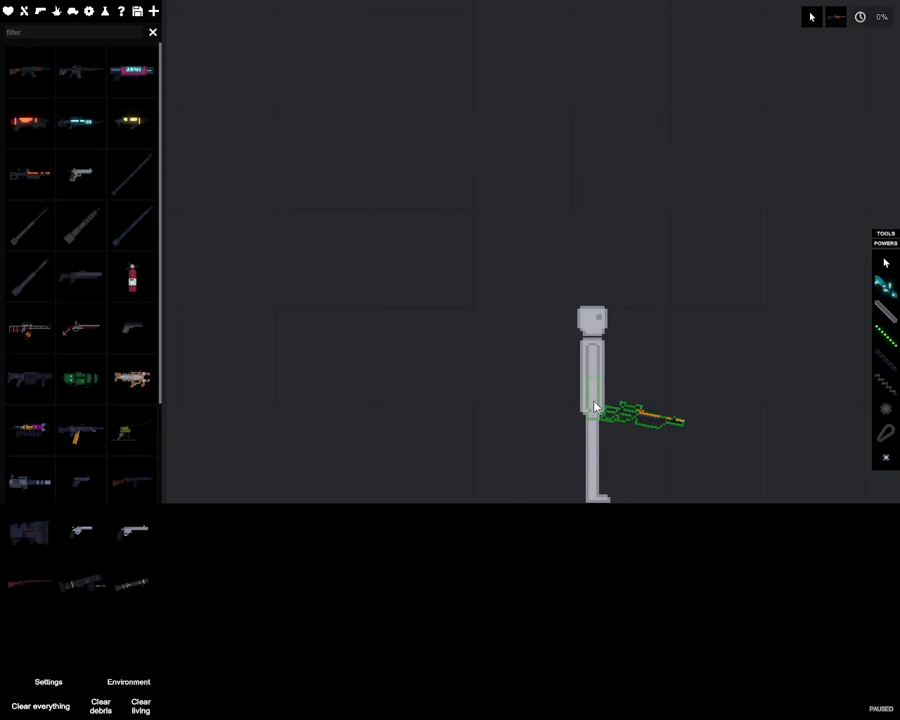 0%
filter
TOOLS
POWERS
Settings
Environment
Clear everything
Clear debris
Clear living
PAUSED